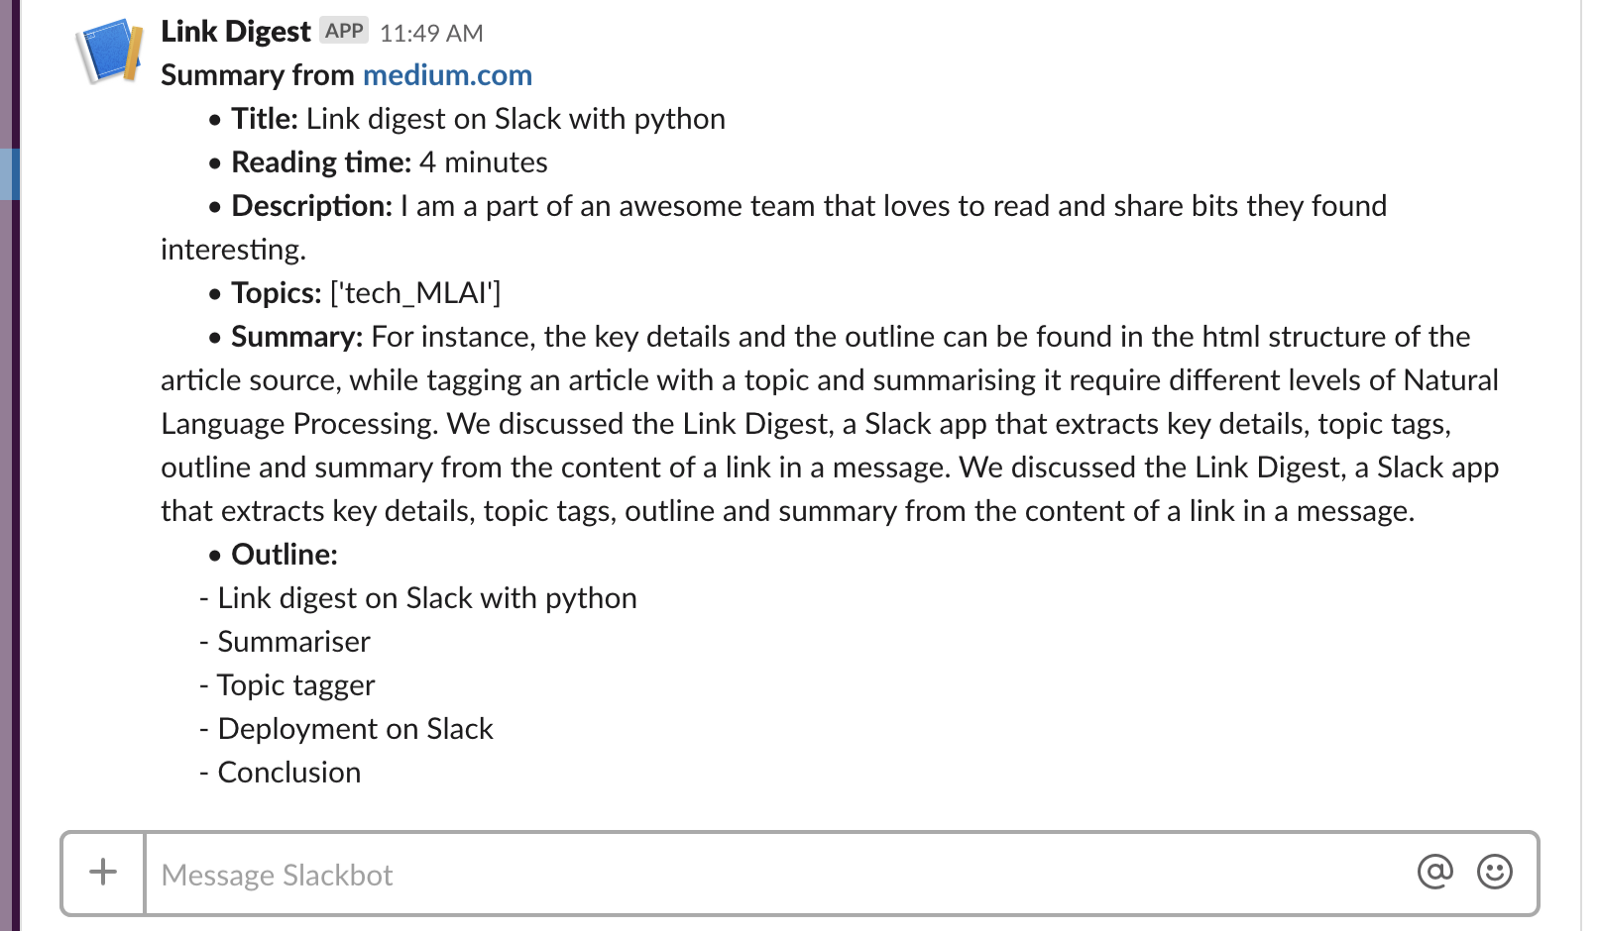 Link Digest APP 11:49 AM
Summary from medium.com
• Title: Link digest on Slack with python
• Reading time: 4 minutes
• Description: I am a part of an awesome team that loves to read and share bits they found
interesting.
• Topics: ['tech_MLAI']
• Summary: For instance, the key details and the outline can be found in the html structure of the
article source, while tagging an article with a topic and summarising it require different levels of Natural
Language Processing. We discussed the Link Digest, a Slack app that extracts key details, topic tags,
outline and summary from the content of a link in a message. We discussed the Link Digest, a Slack app
that extracts key details, topic tags, outline and summary from the content of a link in a message.
• Outline:
- Link digest on Slack with python
- Summariser
- Topic tagger
- Deployment on Slack
- Conclusion
+ Message Slackbot @